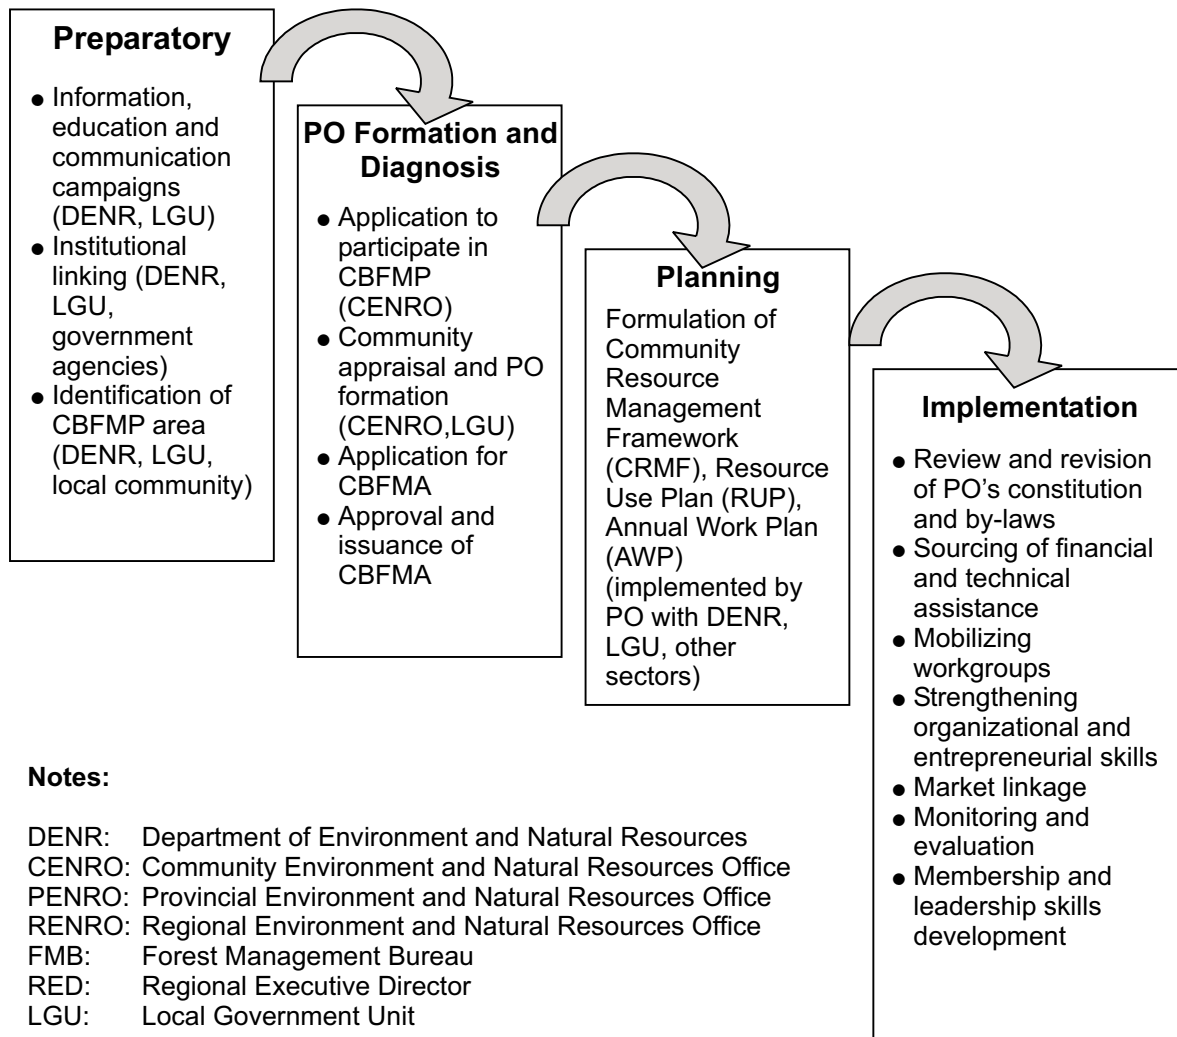 Preparatory
● Information,
education and
communication
campaigns
(DENR, LGU)
● Institutional
linking (DENR,
LGU,
government
agencies)
● Identification of
CBFMP area
(DENR, LGU,
local community)
PO Formation and
Diagnosis
● Application to
participate in
CBFMP
(CENRO)
● Community
appraisal and PO
formation
(CENRO,LGU)
● Application for
CBFMA
● Approval and
issuance of
CBFMA
Planning
Formulation of
Community
Resource
Management
Framework
(CRMF), Resource
Use Plan (RUP),
Annual Work Plan
(AWP)
(implemented by
PO with DENR,
LGU, other
sectors)
Implementation
● Review and revision
of PO’s constitution
and by-laws
● Sourcing of financial
and technical
assistance
● Mobilizing
workgroups
● Strengthening
organizational and
entrepreneurial skills
● Market linkage
● Monitoring and
evaluation
● Membership and
leadership skills
development
Notes:
DENR: Department of Environment and Natural Resources
CENRO: Community Environment and Natural Resources Office
PENRO: Provincial Environment and Natural Resources Office
RENRO: Regional Environment and Natural Resources Office
FMB: Forest Management Bureau
RED: Regional Executive Director
LGU: Local Government Unit